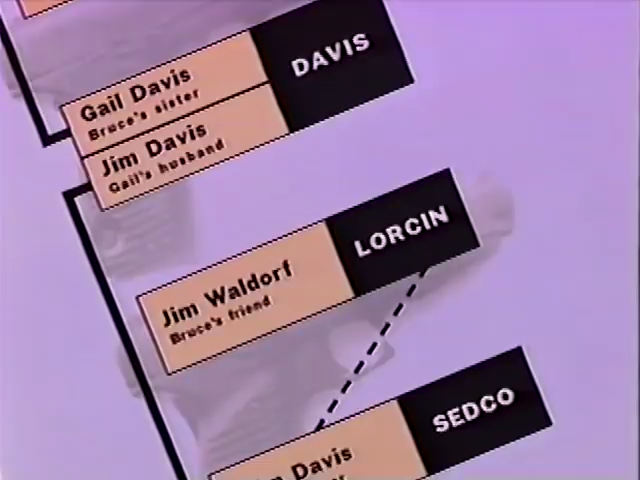 Gail Davis
Bruce's sister
DAVIS
Jim Davis
Gail's husband
Jim Waldorf
Bruce's friend
LORCIN
Davis
SEDCO